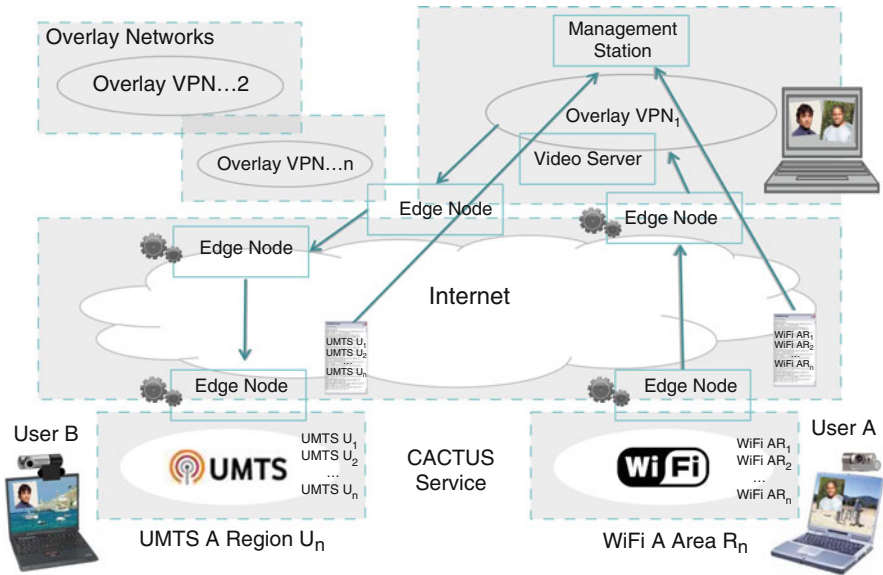 Overlay Networks
Overlay VPN...2
Management
Station
Overlay VPN1
Overlay VPN...n
Video Server
Edge Node
Edge Node
Edge Node
Internet
UMTS U1
UMTS U2
...
UMTS Un
WiFi AR1
WiFi AR2
...
WiFi ARn
Edge Node
Edge Node
User B
UMTS
UMTS U1
UMTS U2
...
UMTS Un
CACTUS
Service
Wi Fi
WiFi AR1
WiFi AR2
...
WiFi ARn
User A
UMTS A Region Un
WiFi A Area Rn